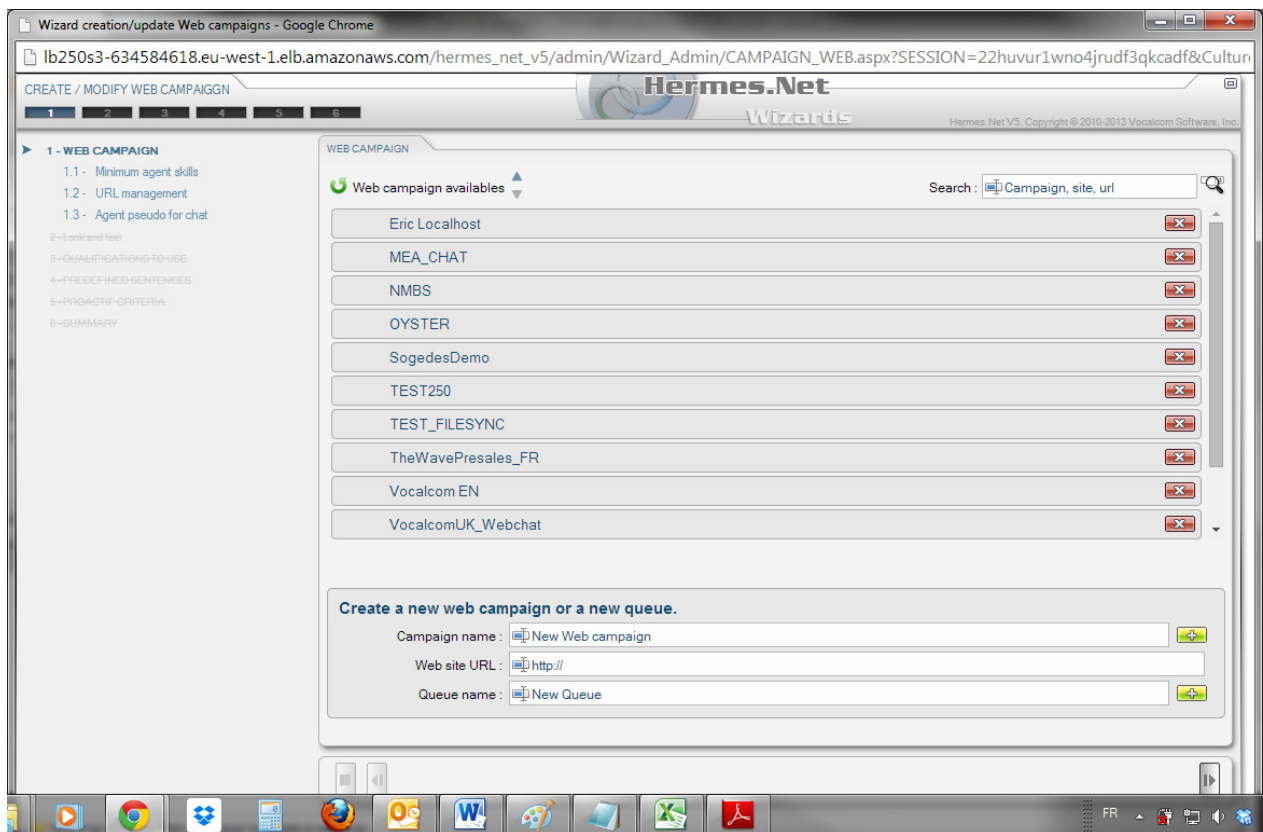 Wizard creation/update Web campaigns - Google Chrome
lb250s3-634584618.eu-west-1.elb.amazonaws.com/hermes_net_v5/admin/Wizard_Admin/CAMPAIGN_WEB.aspx?SESSION=22huvur1wno4jrudf3qkcadf&Cultur
CREATE / MODIFY WEB CAMPAIGGN
Hermes.Net
1 2 3 4 5 6
Wizards
Hermes.Net V5. Copyright © 2010-2013 Vocalcom Software, Inc.
1 - WEB CAMPAIGN
1.1 - Minimum agent skills
1.2 - URL management
1.3 - Agent pseudo for chat
2 - Look and feel
3 - QUALIFICATIONS TO USE
4 - PREDEFINED SENTENCES
5 - PROACTIF CRITERIA
6 - SUMMARY
WEB CAMPAIGN
Web campaign availables
Search : Campaign, site, url
Eric Localhost
MEA_CHAT
NMBS
OYSTER
SogedesDemo
TEST250
TEST_FILESYNC
TheWavePresales_FR
Vocalcom EN
VocalcomUK_Webchat
Create a new web campaign or a new queue.
Campaign name : New Web campaign
Web site URL : http://
Queue name : New Queue
FR